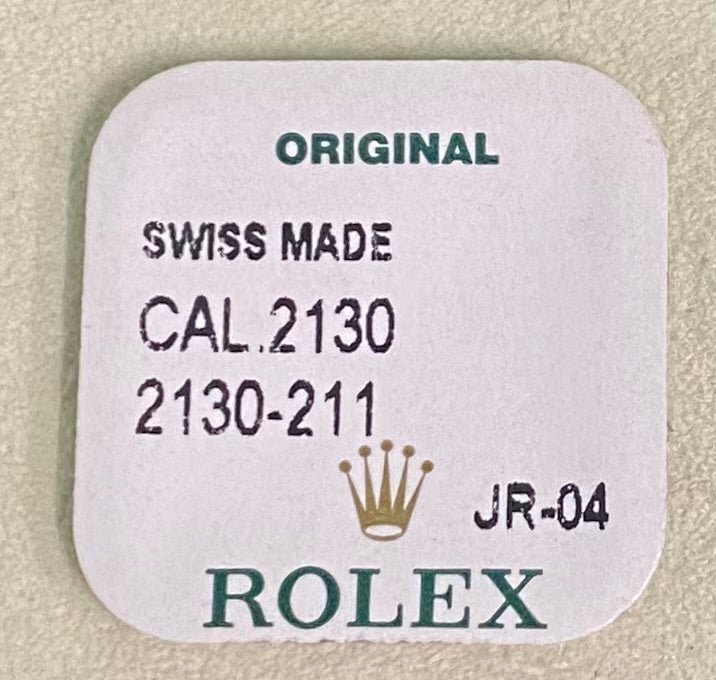 ORIGINAL
SWISS MADE
CAL.2130
2130-211
JR-04
ROLEX